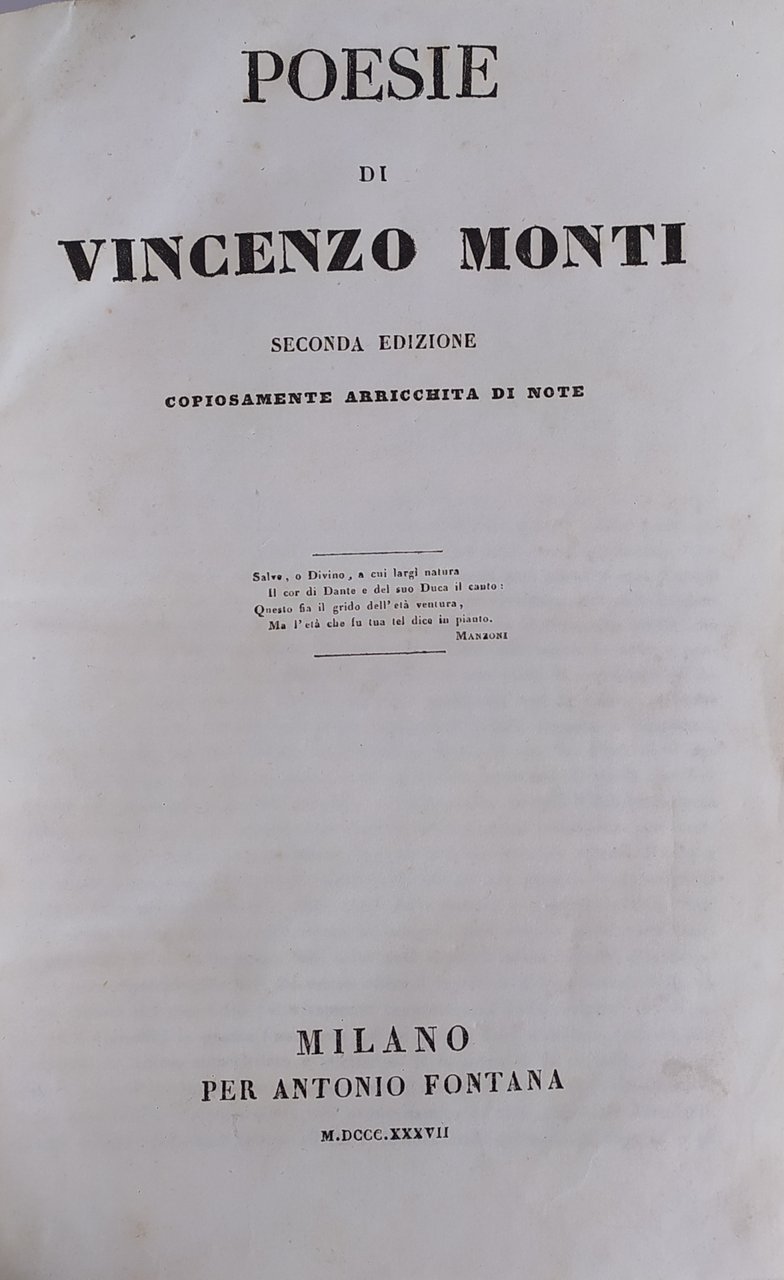 POESIE
DI
VINCENZO MONTI
SECONDA EDIZIONE
COPIOSAMENTE ARRICCHITA DI NOTE
Salve, o Divino, a cui largì natura
Il cor di Dante e del suo Duca il canto:
Questo fia il grido dell'età ventura,
Ma l'età che fu tua tel dice in pianto.
MANZONI
MILANO
PER ANTONIO FONTANA
M.DCCC.XXXVII